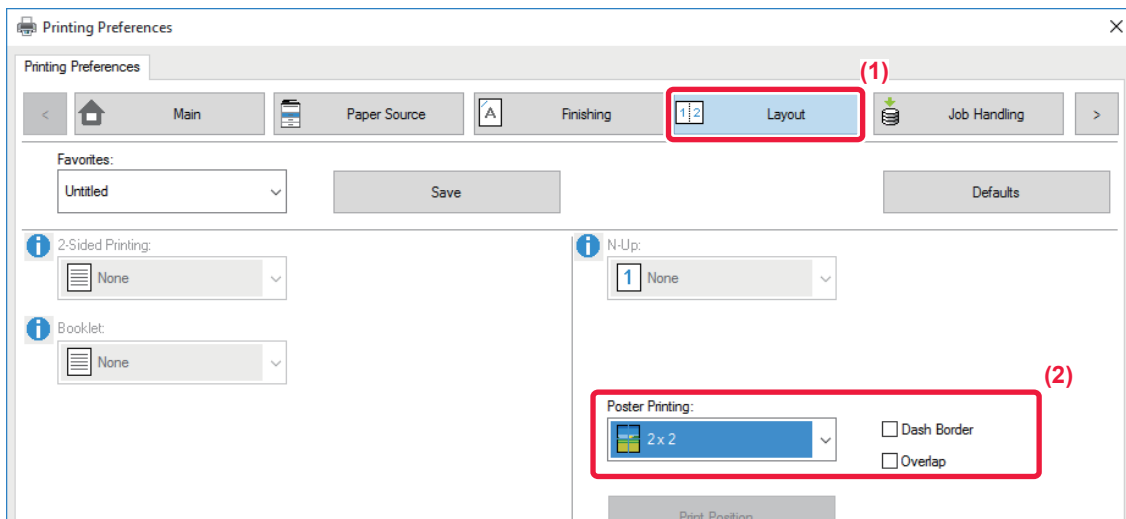 Printing Preferences
Printing Preferences
(1)
< Main Paper Source A Finishing 1 2 Layout Job Handling >
Favorites:
Untitled Save Defaults
2-Sided Printing:
None
Booklet:
None
N-Up:
1 None
(2)
Poster Printing:
2 x 2
Dash Border
Overlap
Print Position